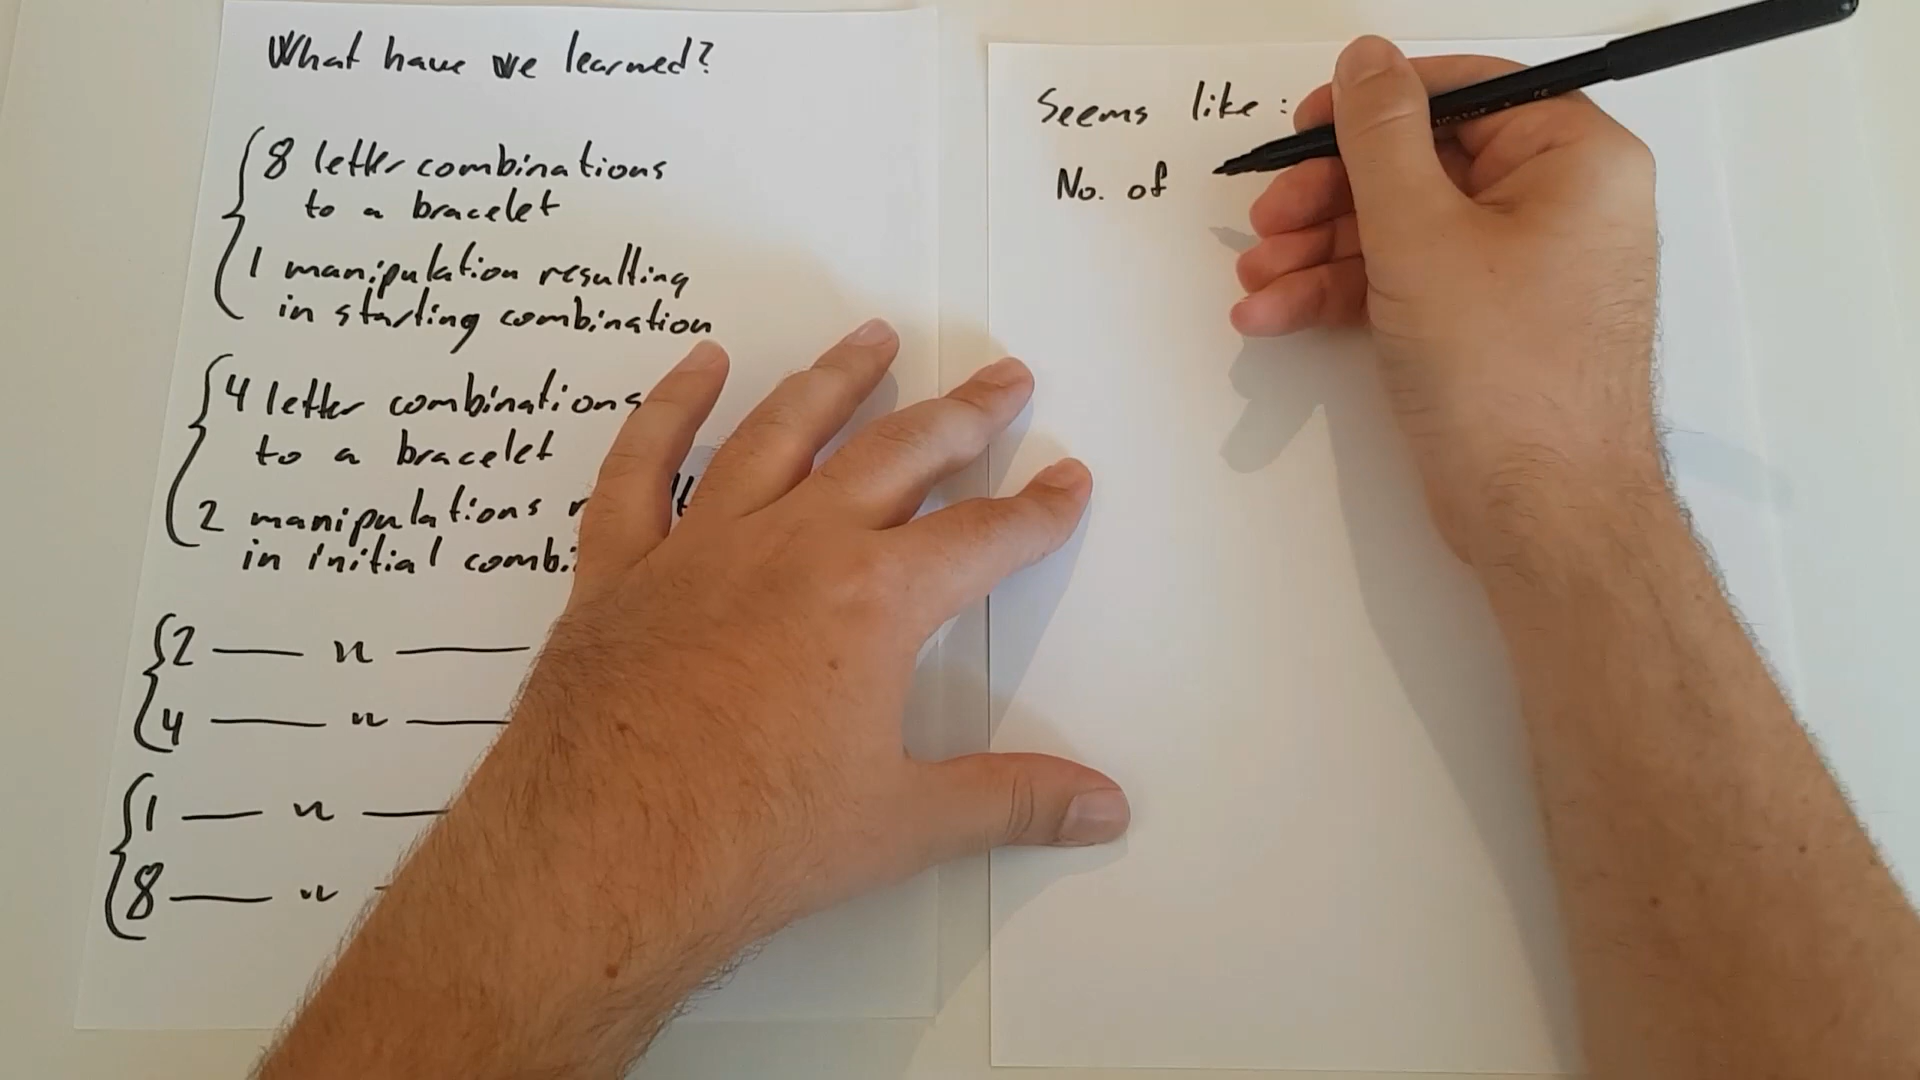 What have we learned?
8 letter combinations
to a bracelet
1 manipulation resulting
in starting combination
4 letter combinations
to a bracelet
2 manipulations
in initial
2 — " —
4 — " —
1 — " —
8 — "
Seems like :
No. of